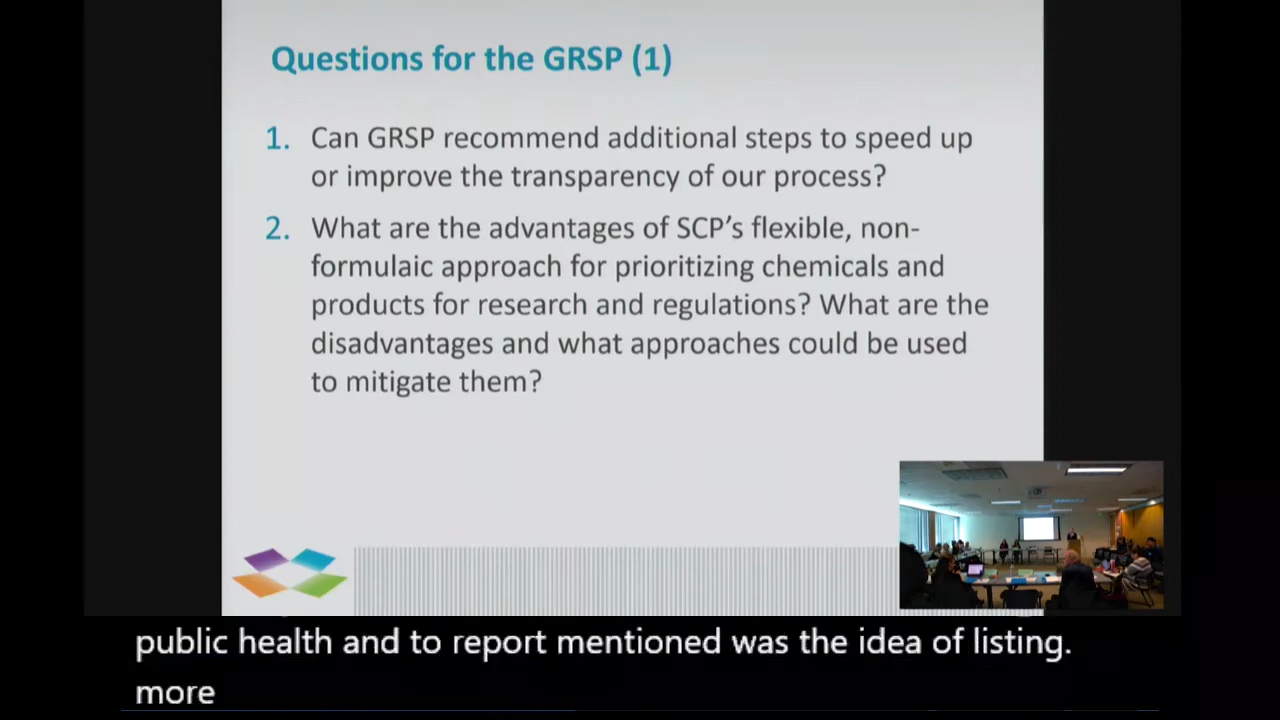 Questions for the GRSP (1)
1. Can GRSP recommend additional steps to speed up
or improve the transparency of our process?
2. What are the advantages of SCP's flexible, non-
formulaic approach for prioritizing chemicals and
products for research and regulations? What are the
disadvantages and what approaches could be used
to mitigate them?
public health and to report mentioned was the idea of listing.
more